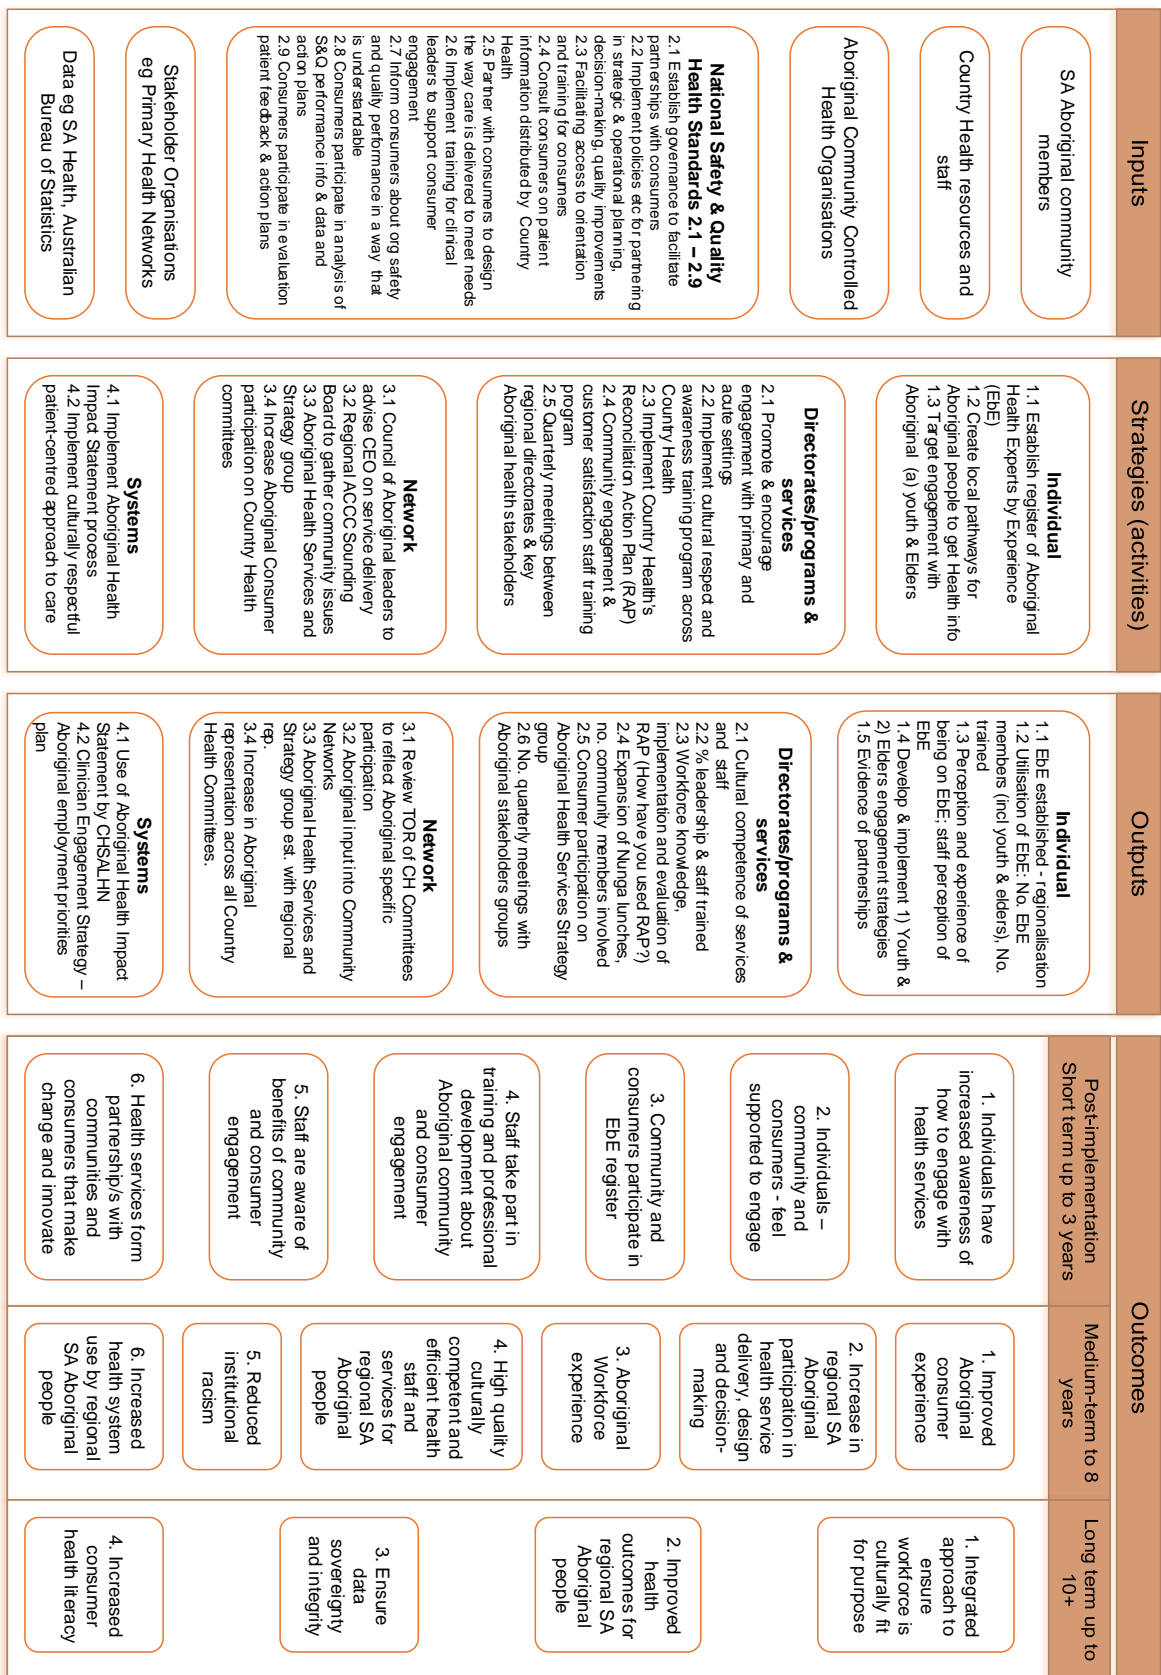 Inputs
SA Aboriginal community
members
Country Health resources and
staff
Aboriginal Community Controlled
Health Organisations
National Safety & Quality
Health Standards 2.1 – 2.9
2.1 Establish governance to facilitate
partnerships with consumers
2.2 Implement policies etc for partnering
in strategic & operational planning,
decision-making, quality improvements
2.3 Facilitating access to orientation
and training for consumers
2.4 Consult consumers on patient
information distributed by Country
Health
2.5 Partner with consumers to design
the way care is delivered to meet needs
2.6 Implement training for clinical
leaders to support consumer
engagement
2.7 Inform consumers about org safety
and quality performance in a way that
is understandable
2.8 Consumers participate in analysis of
S&Q performance info & data and
action plans
2.9 Consumers participate in evaluation
patient feedback & action plans
Stakeholder Organisations
eg Primary Health Networks
Data eg SA Health, Australian
Bureau of Statistics
Strategies (activities)
Individual
1.1 Establish register of Aboriginal
Health Experts by Experience
(EbE)
1.2 Create local pathways for
Aboriginal people to get Health info
1.3 Target engagement with
Aboriginal (a) youth & Elders
Directorates/programs &
services
2.1 Promote & encourage
engagement with primary and
acute settings
2.2 Implement cultural respect and
awareness training program across
Country Health
2.3 Implement Country Health's
Reconciliation Action Plan (RAP)
2.4 Community engagement &
customer satisfaction staff training
program
2.5 Quarterly meetings between
regional directorates & key
Aboriginal health stakeholders
Network
3.1 Council of Aboriginal leaders to
advise CEO on service delivery
3.2 Regional ACCC Sounding
Board to gather community issues
3.3 Aboriginal Health Services and
Strategy group
3.4 Increase Aboriginal Consumer
participation on Country Health
committees
Systems
4.1 Implement Aboriginal Health
Impact Statement process
4.2 Implement culturally respectful
patient-centred approach to care
Outputs
Individual
1.1 EbE established - regionalisation
1.2 Utilisation of EbE: No. EbE
members (incl youth & elders), No.
trained
1.3 Perception and experience of
being on EbE; staff perception of
EbE
1.4 Develop & implement 1) Youth &
2) Elders engagement strategies
1.5 Evidence of partnerships
Directorates/programs &
services
2.1 Cultural competence of services
and staff
2.2 % leadership & staff trained
2.3 Workforce knowledge,
implementation and evaluation of
RAP (How have you used RAP?)
2.4 Expansion of Nunga lunches,
no. community members involved
2.5 Consumer participation on
Aboriginal Health Services Strategy
group
2.6 No. quarterly meetings with
Aboriginal stakeholders groups
Network
3.1 Review TOR of CH Committees
to reflect Aboriginal specific
participation
3.2 Aboriginal input into Community
Networks
3.3 Aboriginal Health Services and
Strategy group est. with regional
rep.
3.4 Increase in Aboriginal
representation across all Country
Health Committees.
Systems
4.1 Use of Aboriginal Health Impact
Statement by CHSALHN
4.2 Clinician Engagement Strategy –
Aboriginal employment priorities
plan
Outcomes
Post-implementation
Short term up to 3 years
1. Individuals have
increased awareness of
how to engage with
health services
2. Individuals –
community and
consumers - feel
supported to engage
3. Community and
consumers participate in
EbE register
4. Staff take part in
training and professional
development about
Aboriginal community
and consumer
engagement
5. Staff are aware of
benefits of community
and consumer
engagement
6. Health services form
partnership/s with
communities and
consumers that make
change and innovate
Medium-term to 8
years
1. Improved
Aboriginal
consumer
experience
2. Increase in
regional SA
Aboriginal
participation in
health service
delivery, design
and decision-
making
3. Aboriginal
Workforce
experience
4. High quality
culturally
competent and
efficient health
staff and
services for
regional SA
Aboriginal
people
5. Reduced
institutional
racism
6. Increased
health system
use by regional
SA Aboriginal
people
Long term up to
10+
1. Integrated
approach to
ensure
workforce is
culturally fit
for purpose
2. Improved
health
outcomes for
regional SA
Aboriginal
people
3. Ensure
data
sovereignty
and integrity
4. Increased
consumer
health literacy